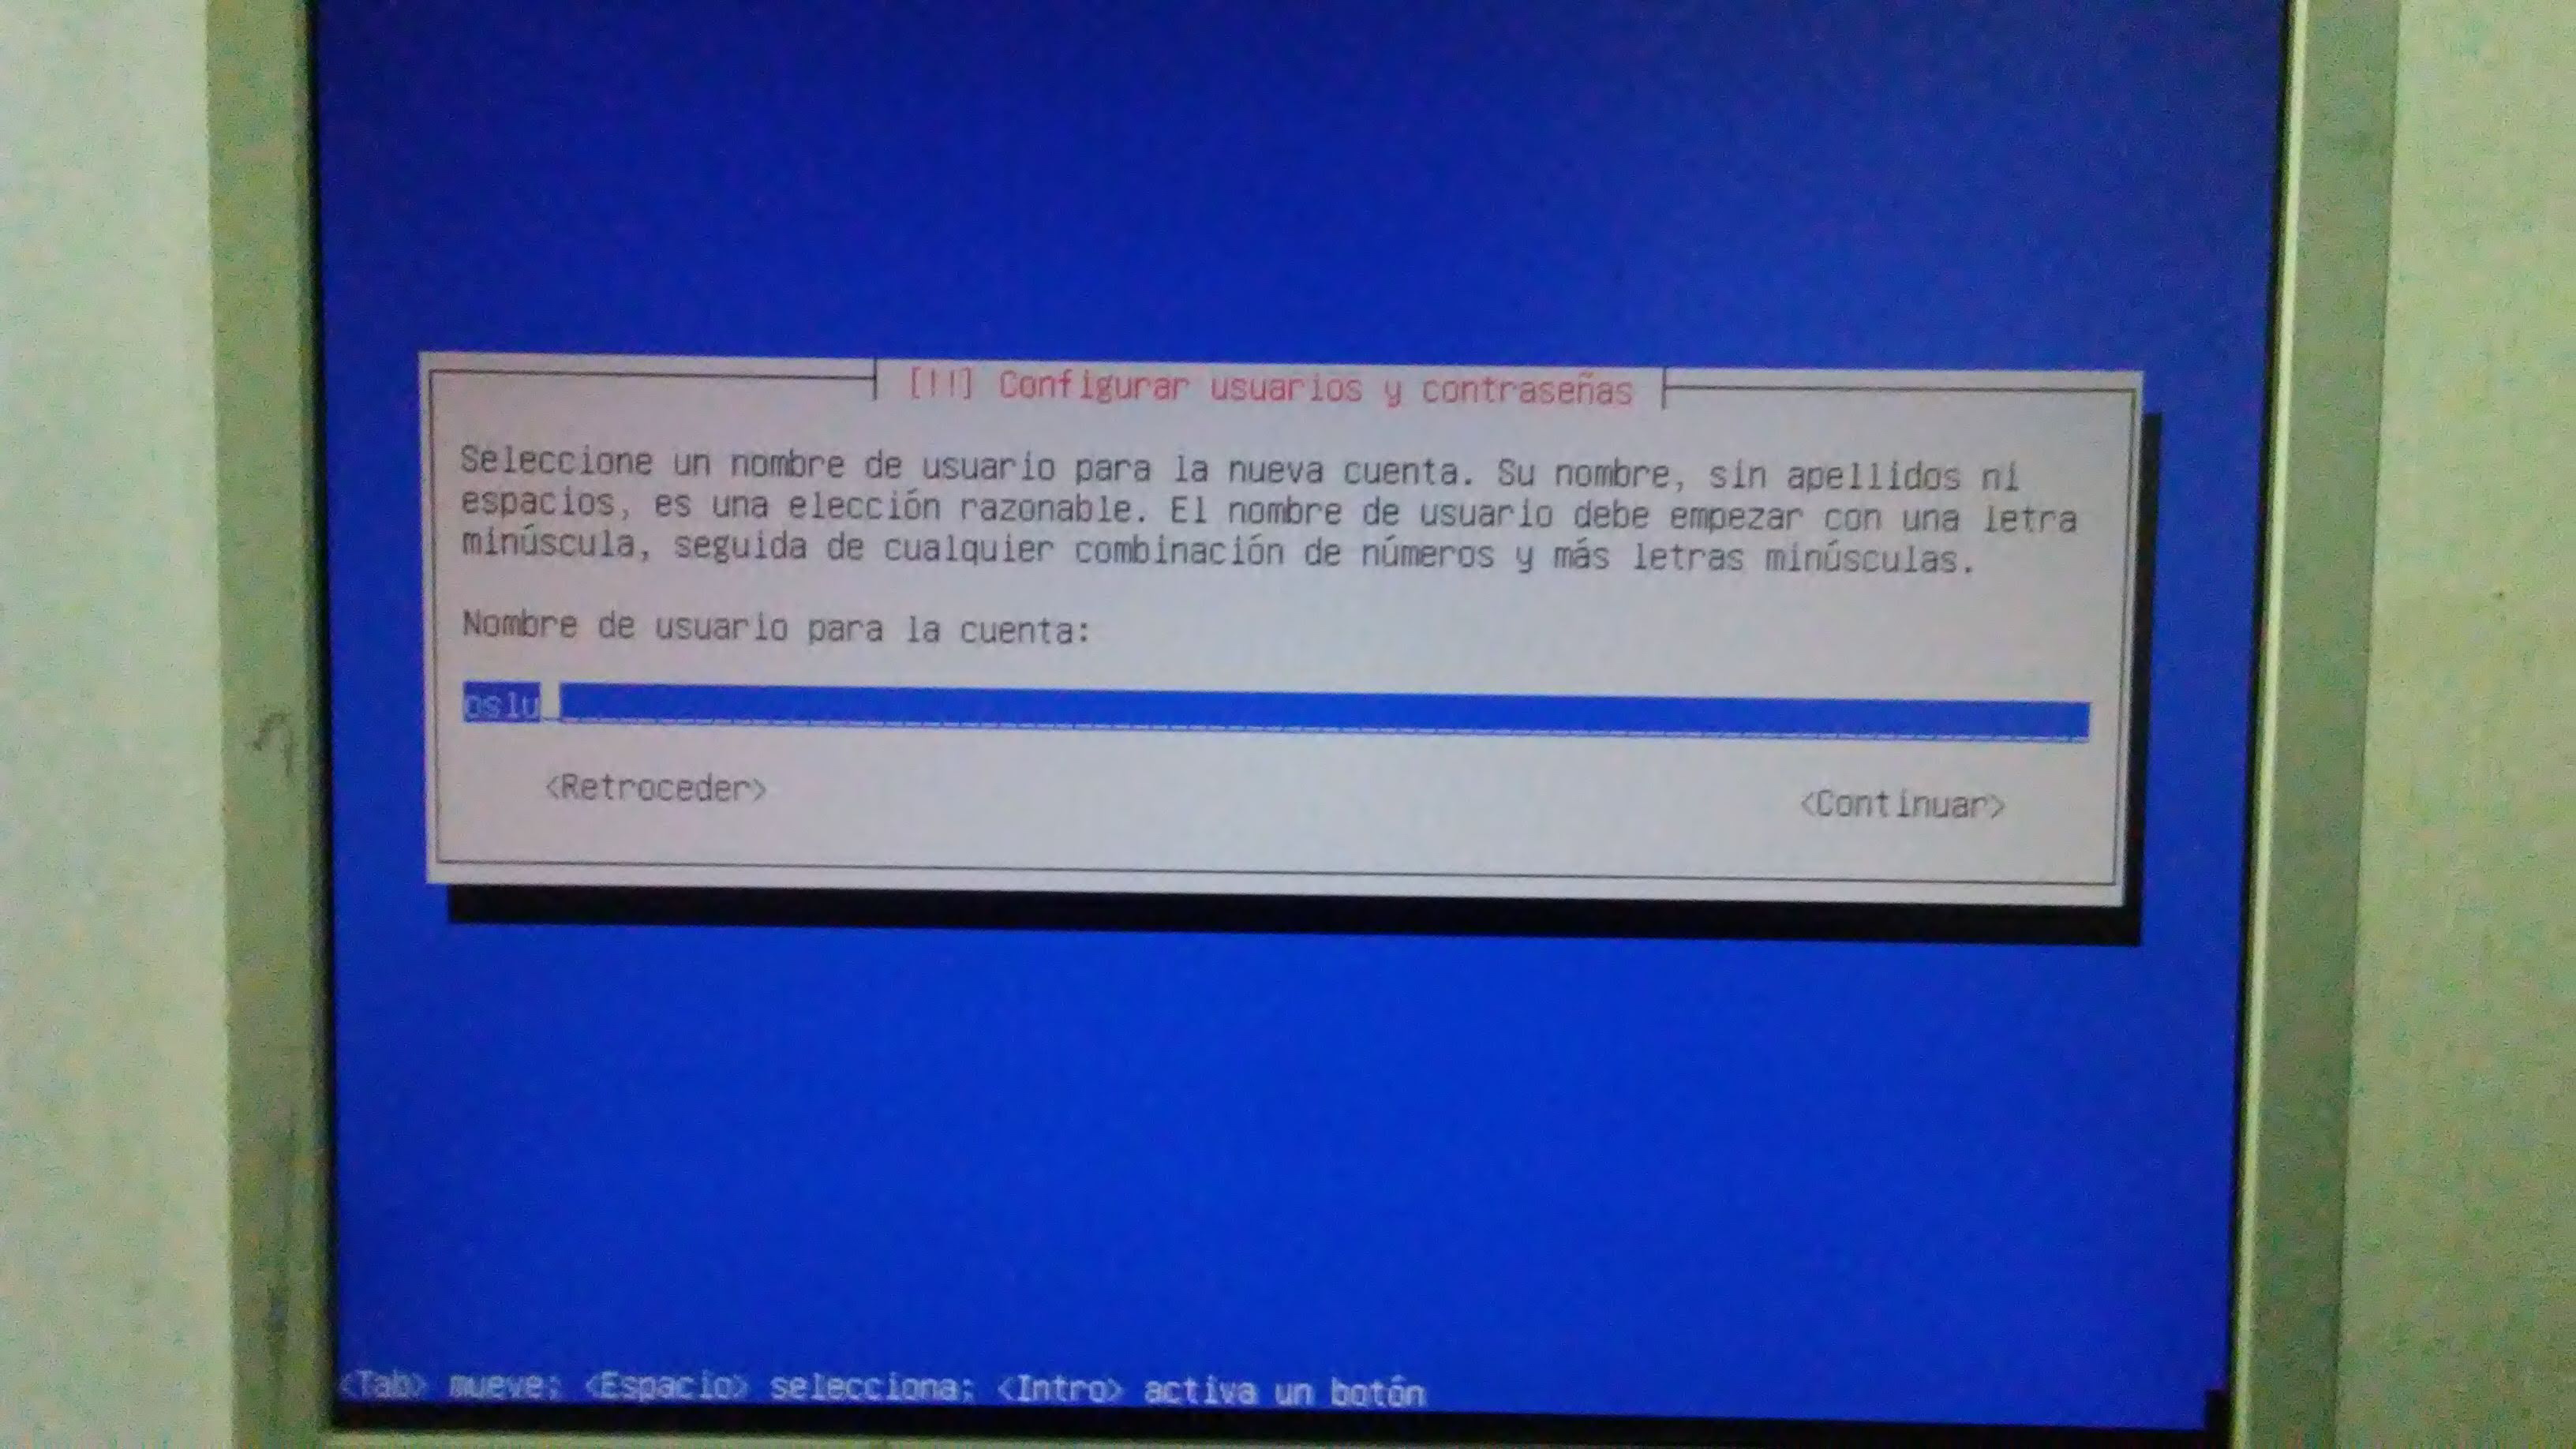 [!!] Configurar usuarios y contraseñas
Seleccione un nombre de usuario para la nueva cuenta. Su nombre, sin apellidos ni
espacios, es una elección razonable. El nombre de usuario debe empezar con una letra
minúscula, seguida de cualquier combinación de números y más letras minúsculas.
Nombre de usuario para la cuenta:
oslu
<Retroceder> <Continuar>
<Tab> mueve; <Espacio> selecciona; <Intro> activa un botón